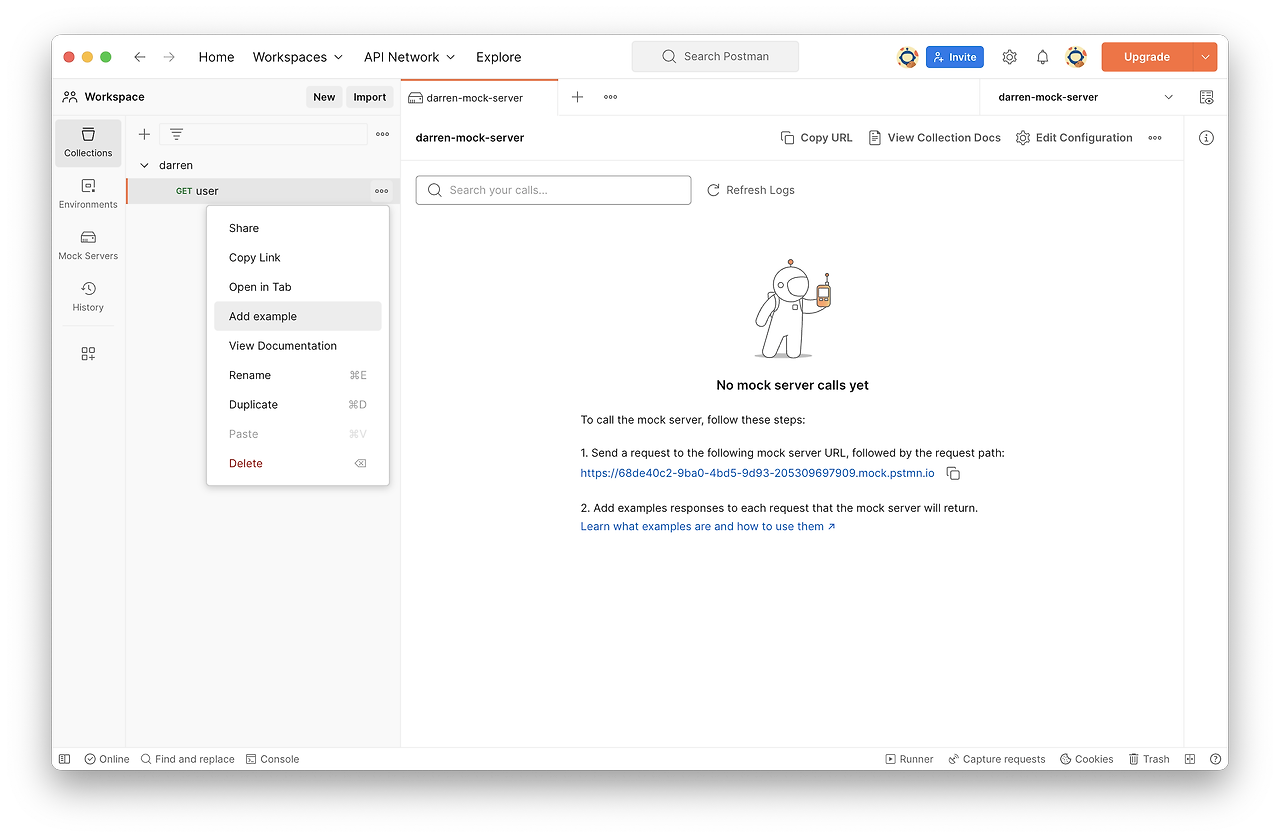 Home Workspaces API Network Explore Search Postman Invite Upgrade
Workspace New Import darren-mock-server darren-mock-server
Collections
Environments
Mock Servers
History
darren
GET user
Share
Copy Link
Open in Tab
Add example
View Documentation
Rename ⌘E
Duplicate ⌘D
Paste ⌘V
Delete
darren-mock-server Copy URL View Collection Docs Edit Configuration
Search your calls... Refresh Logs
No mock server calls yet
To call the mock server, follow these steps:
1. Send a request to the following mock server URL, followed by the request path:
https://68de40c2-9ba0-4bd5-9d93-205309697909.mock.pstmn.io
2. Add examples responses to each request that the mock server will return.
Learn what examples are and how to use them ↗
Online Find and replace Console Runner Capture requests Cookies Trash